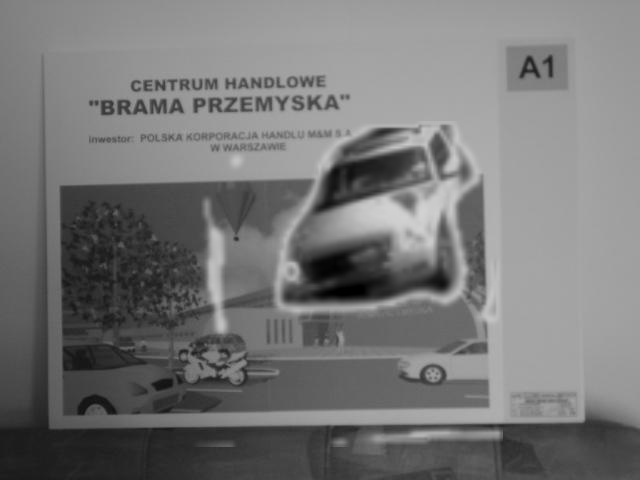 CENTRUM HANDLOWE
"BRAMA PRZEMYSKA"
inwestor: POLSKA KORPORACJA HANDLU M&M S.A.
W WARSZAWIE
A1